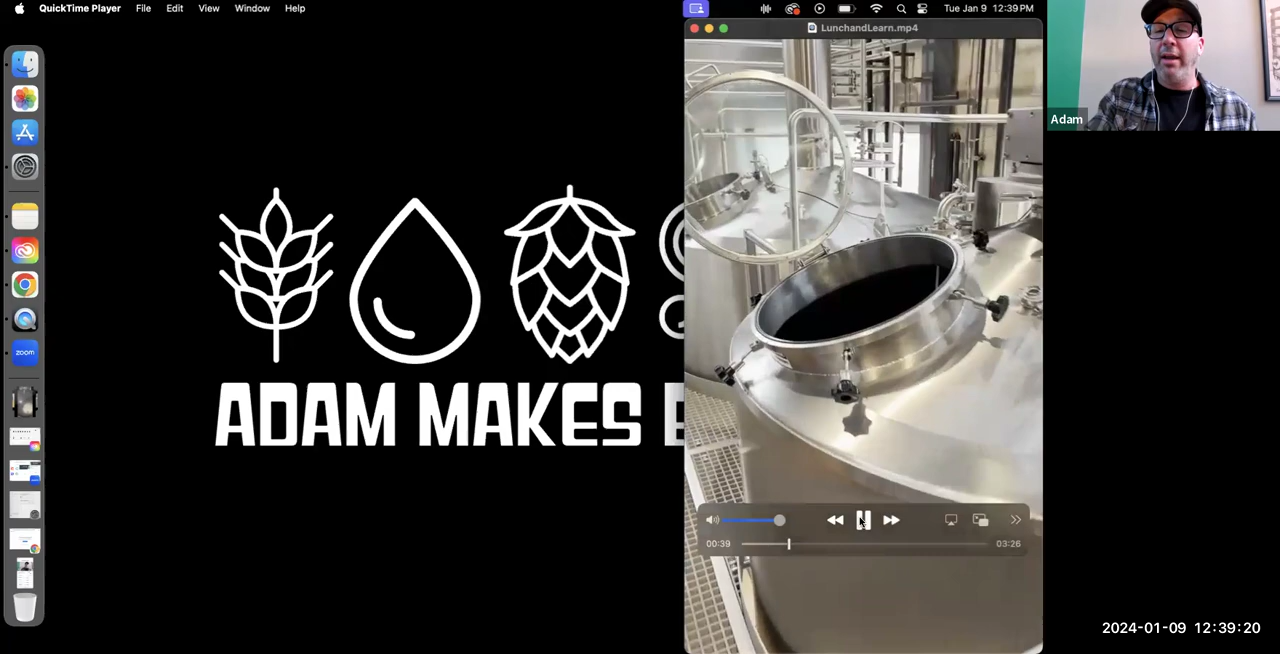 QuickTime Player File Edit View Window Help
Tue Jan 9 12:39 PM
LunchandLearn.mp4
Adam
zoom
ADAM MAKES
00:39
03:26
2024-01-09 12:39:20